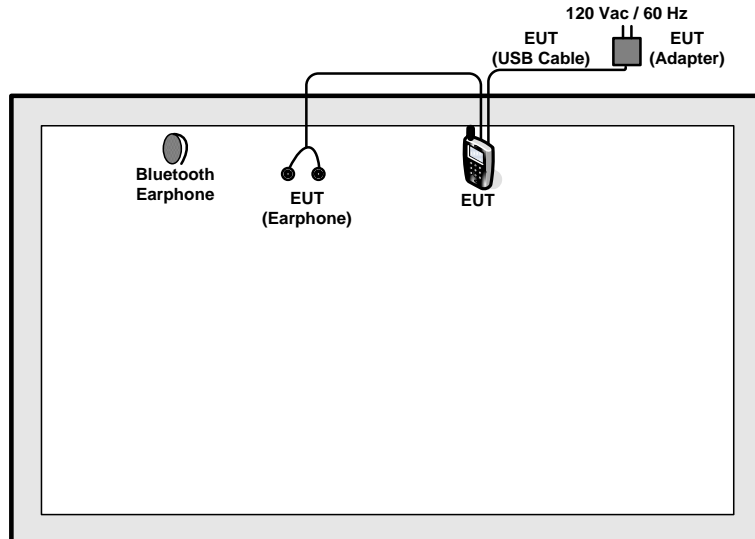 120 Vac / 60 Hz
EUT
(USB Cable)
EUT
(Adapter)
Bluetooth
Earphone
EUT
(Earphone)
EUT